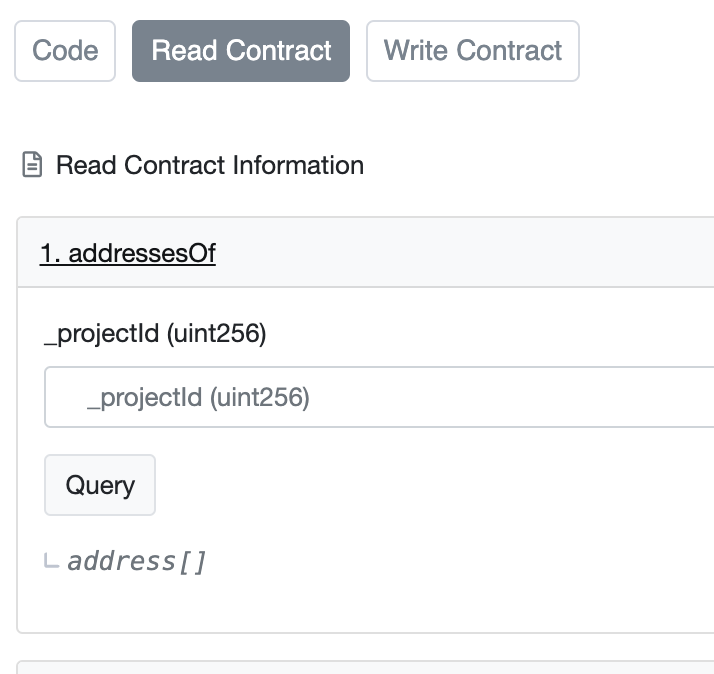 Code Read Contract Write Contract
Read Contract Information
1. addressesOf
_projectId (uint256)
_projectId (uint256)
Query
address[]